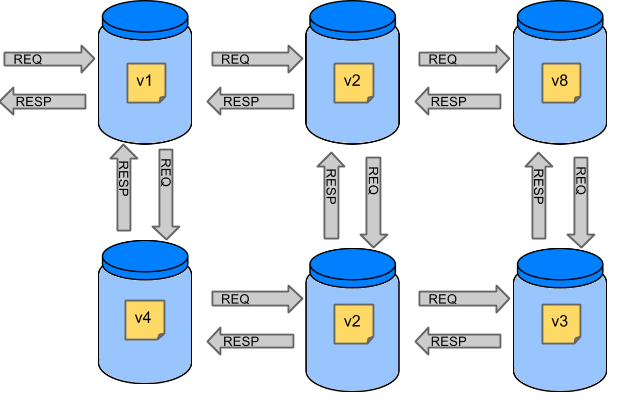 REQ
REQ
REQ
v1
v2
v8
RESP
RESP
RESP
RESP
REQ
RESP
REQ
RESP
REQ
REQ
REQ
v4
v2
v3
RESP
RESP